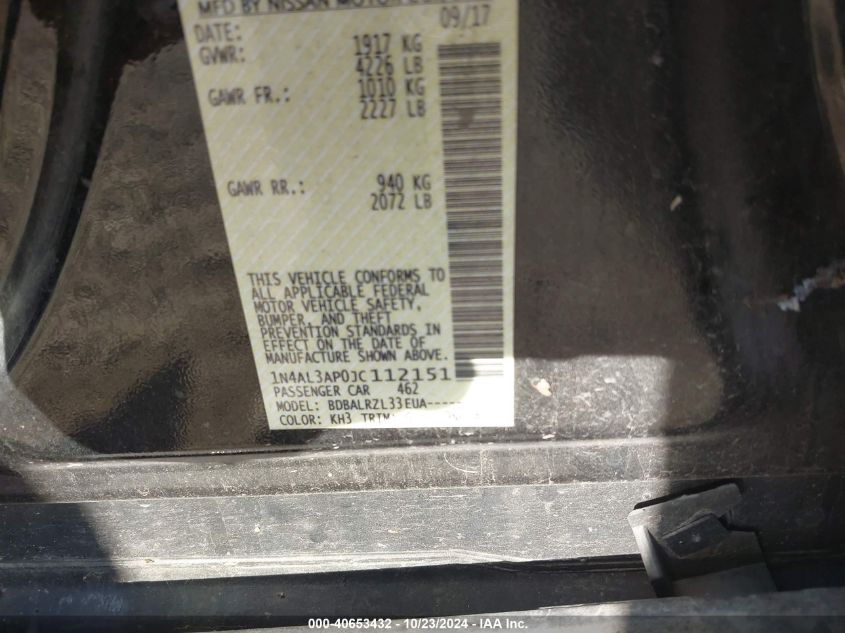 MFD BY NISSAN MOTOR
DATE: 09/17
GVWR: 1917 KG
4226 LB
GAWR FR.: 1010 KG
2227 LB
GAWR RR.: 940 KG
2072 LB
THIS VEHICLE CONFORMS TO
ALL APPLICABLE FEDERAL
MOTOR VEHICLE SAFETY,
BUMPER, AND THEFT
PREVENTION STANDARDS IN
EFFECT ON THE DATE OF
MANUFACTURE SHOWN ABOVE.
1N4AL3AP0JC112151
PASSENGER CAR 462
MODEL: BDBALRZL33EUA-----
COLOR: KH3 TRIM:
000-40653432 - 10/23/2024 - IAA Inc.